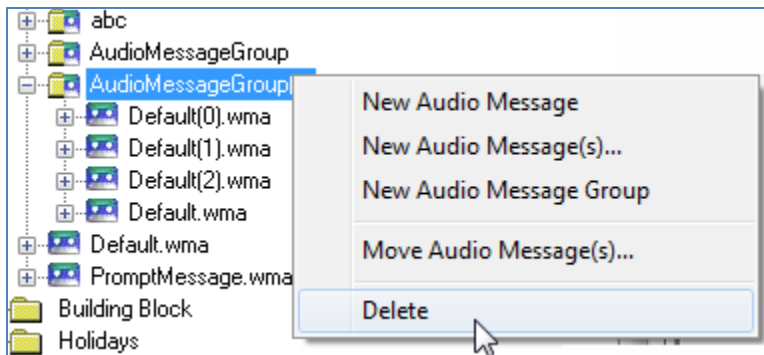 abc
AudioMessageGroup
AudioMessageGroup
Default(0).wma
Default(1).wma
Default(2).wma
Default.wma
Default.wma
PromptMessage.wma
Building Block
Holidays
New Audio Message
New Audio Message(s)...
New Audio Message Group
Move Audio Message(s)...
Delete